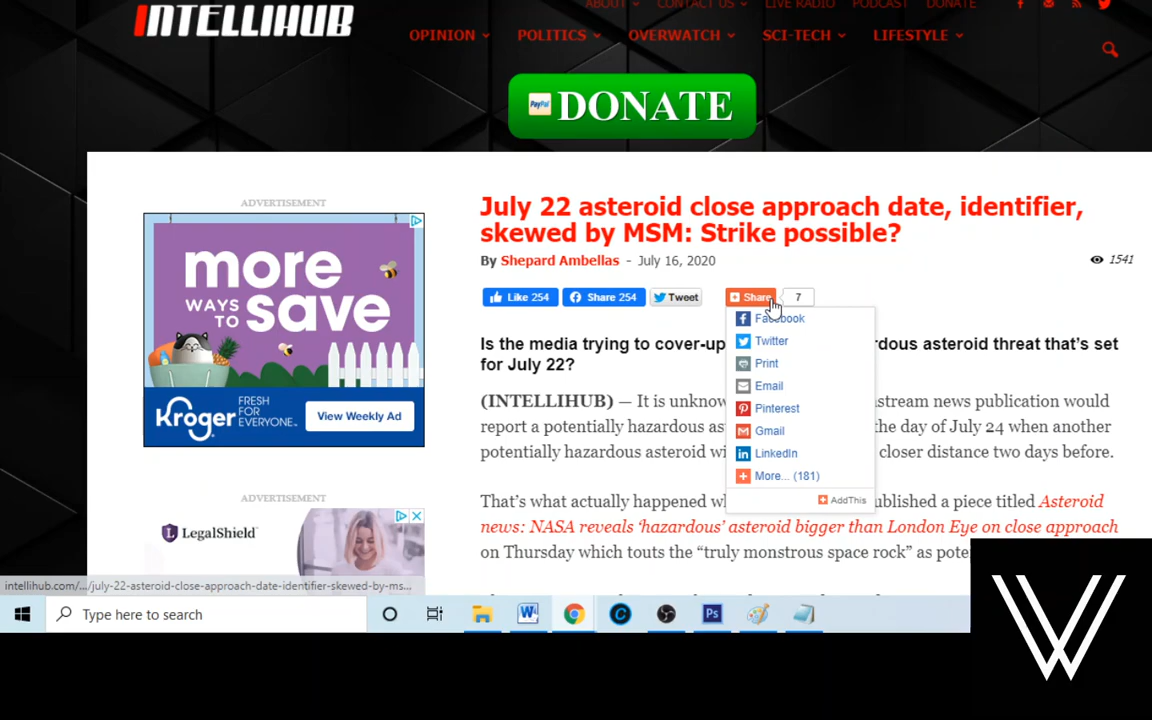 INTELLIHUB
ABOUT CONTACT US LIVE RADIO PODCAST DONATE
OPINION POLITICS OVERWATCH SCI-TECH LIFESTYLE
PayPal DONATE
ADVERTISEMENT
more
WAYS TO save
Kroger FRESH FOR EVERYONE™ View Weekly Ad
July 22 asteroid close approach date, identifier,
skewed by MSM: Strike possible?
By Shepard Ambellas - July 16, 2020 1541
Like 254 Share 254 Tweet Share 7
Facebook
Twitter
Print
Email
Pinterest
Gmail
LinkedIn
More... (181)
AddThis
Is the media trying to cover-up rdous asteroid threat that's set
for July 22?
(INTELLIHUB) — It is unknow nstream news publication would
report a potentially hazardous as the day of July 24 when another
potentially hazardous asteroid wi closer distance two days before.
That's what actually happened w ublished a piece titled Asteroid
news: NASA reveals 'hazardous' asteroid bigger than London Eye on close approach
on Thursday which touts the "truly monstrous space rock" as pote
ADVERTISEMENT
LegalShield
intellihub.com/.../july-22-asteroid-close-approach-date-identifier-skewed-by-ms...
Type here to search
W